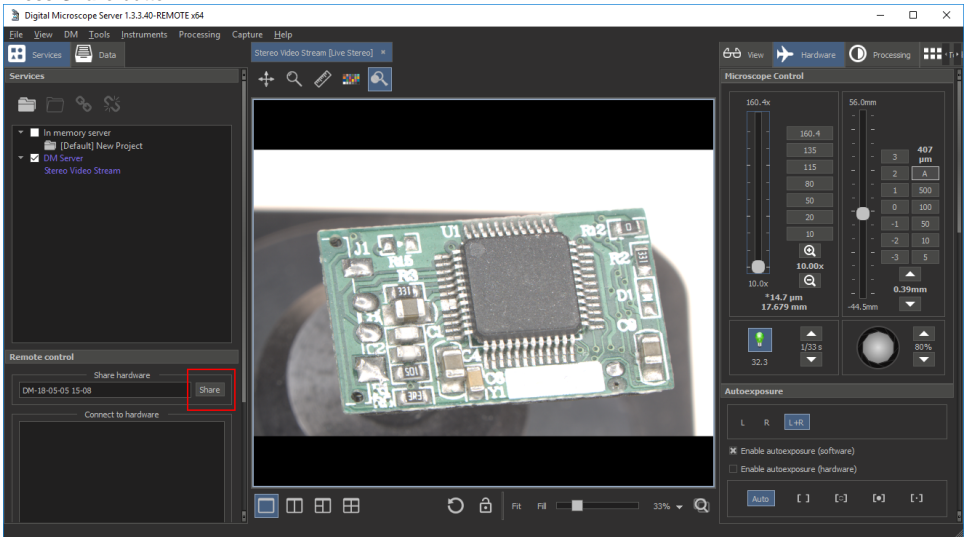 Digital Microscope Server 1.3.3.40-REMOTE x64
File View DM Tools Instruments Processing Capture Help
Services Data
Stereo Video Stream [Live Stereo]
View Hardware Processing
Services
In memory server
[Default] New Project
DM Server
Stereo Video Stream
Remote control
Share hardware
DM-18-05-05 15-08 Share
Connect to hardware
U1
R12
J1
R15
R2
R3
331
331
D1
C1
C2
C4
C6
Y1
Fit Fill 33%
Microscope Control
160.4x
160.4
135
115
80
50
20
10
10.00x
10.0x
*14.7 µm
17.679 mm
56.0mm
407
µm
3
2 A
1 500
0 100
-1 50
-2 10
-3 5
0.39mm
-44.5mm
32.3
1/33 s
80%
Autoexposure
L R L+R
Enable autoexposure (software)
Enable autoexposure (hardware)
Auto [ ] [□] [•] [·]